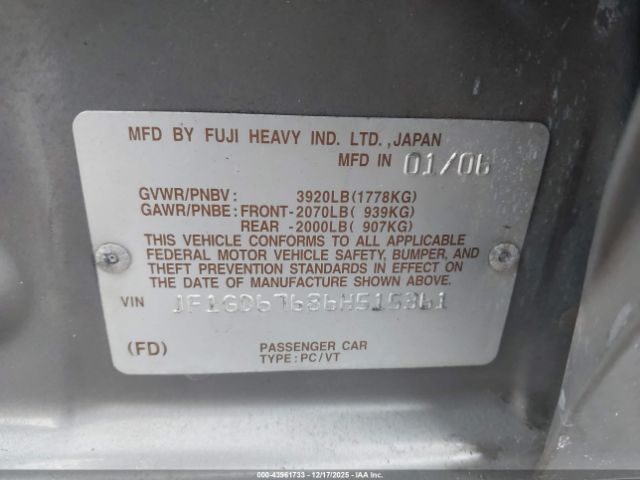 MFD BY FUJI HEAVY IND. LTD., JAPAN
MFD IN 01/06
GVWR/PNBV: 3920LB(1778KG)
GAWR/PNBE: FRONT-2070LB( 939KG)
REAR -2000LB( 907KG)
THIS VEHICLE CONFORMS TO ALL APPLICABLE
FEDERAL MOTOR VEHICLE SAFETY, BUMPER, AND
THEFT PREVENTION STANDARDS IN EFFECT ON
THE DATE OF MANUFACTURE SHOWN ABOVE.
VIN JF1GD67686H515361
(FD) PASSENGER CAR
TYPE: PC/VT
200-43961733 - 12/17/2025 - IAA Inc.